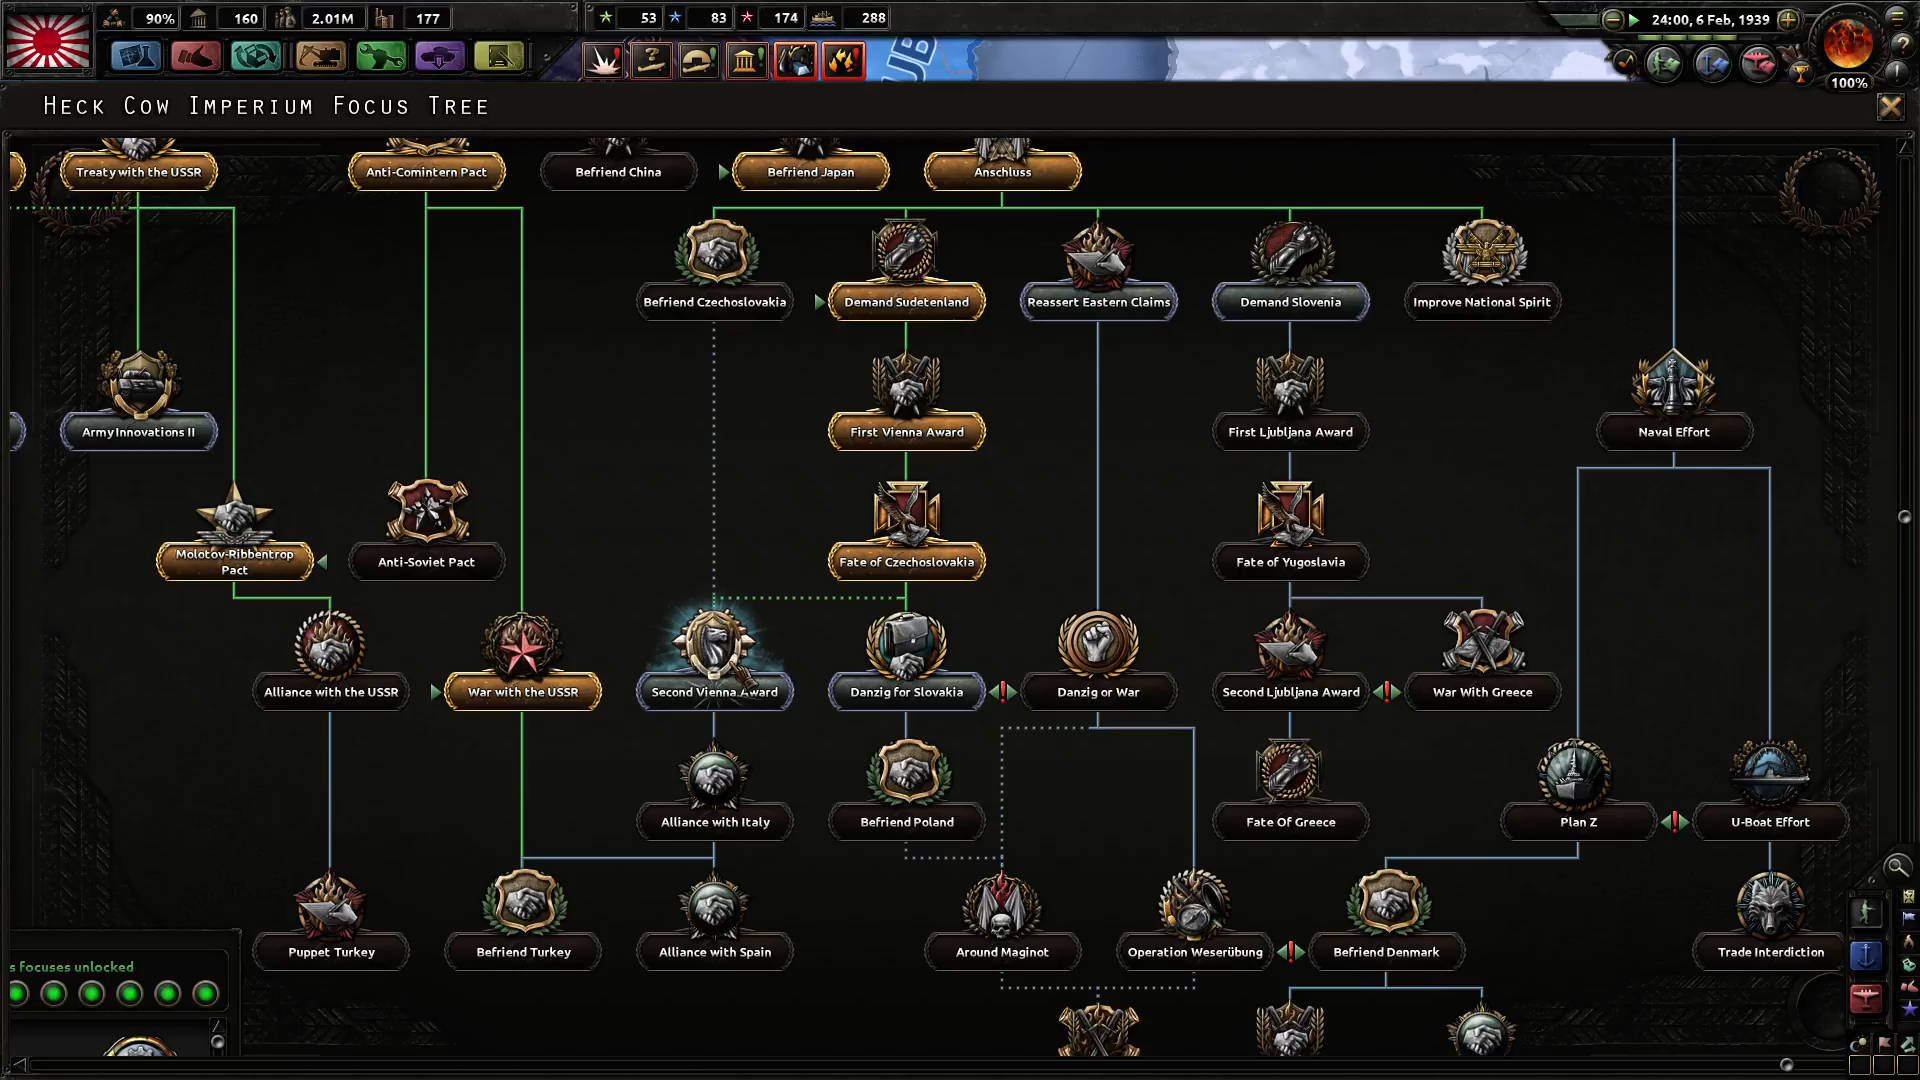 90%
160
2.01M
177
53
83
174
288
24:00, 6 Feb, 1939
100%
Heck Cow Imperium Focus Tree
Treaty with the USSR
Anti-Comintern Pact
Befriend China
Befriend Japan
Anschluss
Befriend Czechoslovakia
Demand Sudetenland
Reassert Eastern Claims
Demand Slovenia
Improve National Spirit
Army Innovations II
First Vienna Award
First Ljubljana Award
Naval Effort
Molotov-Ribbentrop
Pact
Anti-Soviet Pact
Fate of Czechoslovakia
Fate of Yugoslavia
Alliance with the USSR
War with the USSR
Second Vienna Award
Danzig for Slovakia
Danzig or War
Second Ljubljana Award
War With Greece
Alliance with Italy
Befriend Poland
Fate Of Greece
Plan Z
U-Boat Effort
Puppet Turkey
Befriend Turkey
Alliance with Spain
Around Maginot
Operation Weserübung
Befriend Denmark
Trade Interdiction
s focuses unlocked